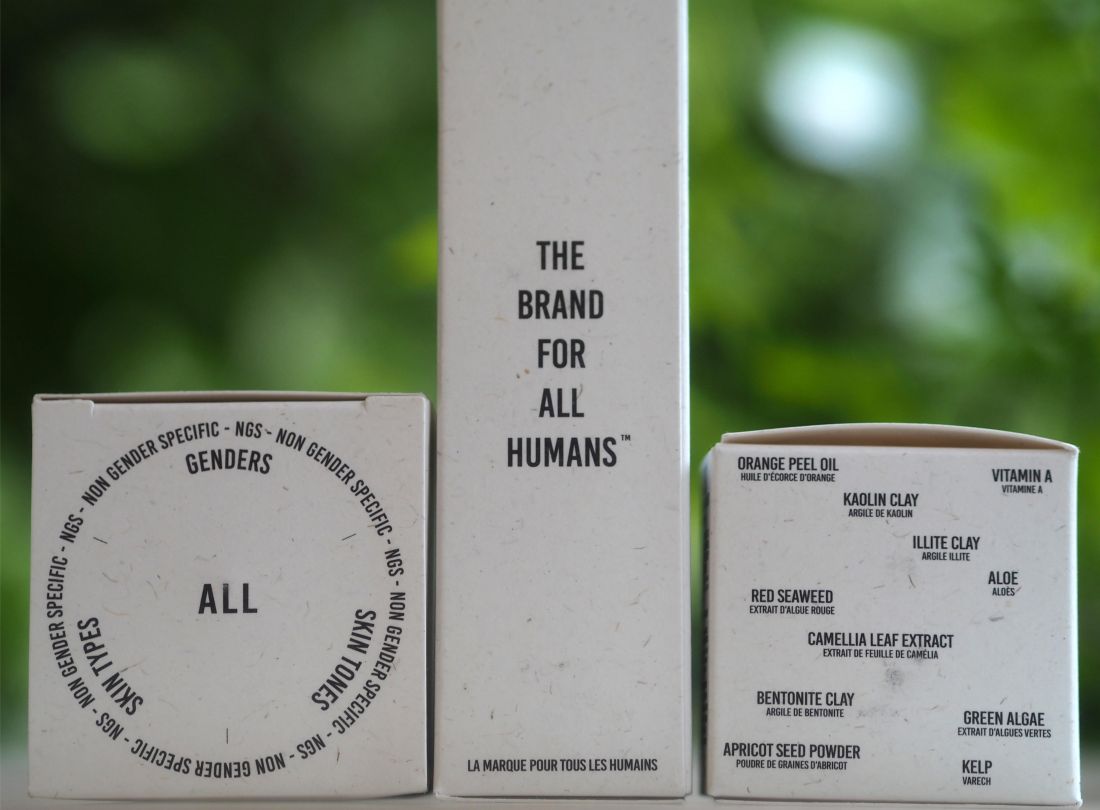 NON GENDER SPECIFIC - NGS - NON GENDER SPECIFIC - NGS - NON GENDER SPECIFIC - NGS - NON GENDER SPECIFIC - NGS - NON GENDER SPECIFIC - NGS -
GENDERS
ALL
SKIN TYPES
SKIN TONES
THE
BRAND
FOR
ALL
HUMANS™
LA MARQUE POUR TOUS LES HUMAINS
ORANGE PEEL OIL
HUILE D'ÉCORCE D'ORANGE
VITAMIN A
VITAMINE A
KAOLIN CLAY
ARGILE DE KAOLIN
ILLITE CLAY
ARGILE ILLITE
ALOE
ALOÈS
RED SEAWEED
EXTRAIT D'ALGUE ROUGE
CAMELLIA LEAF EXTRACT
EXTRAIT DE FEUILLE DE CAMÉLIA
BENTONITE CLAY
ARGILE DE BENTONITE
GREEN ALGAE
EXTRAIT D'ALGUES VERTES
APRICOT SEED POWDER
POUDRE DE GRAINES D'ABRICOT
KELP
VARECH